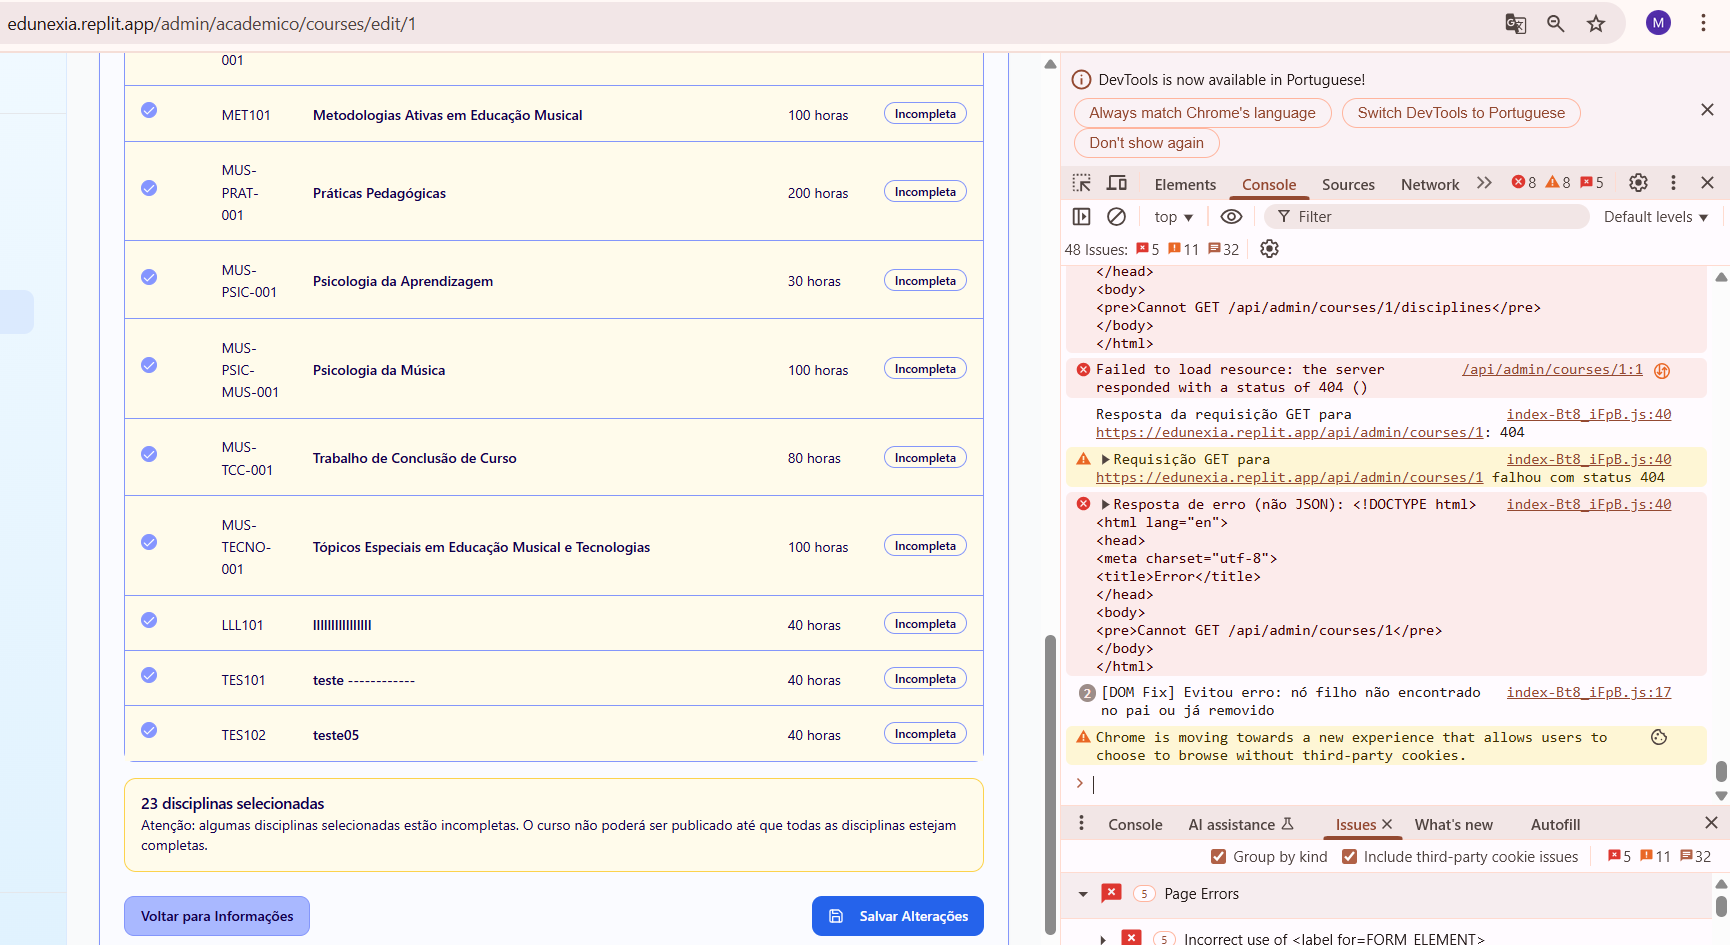 edunexia.replit.app/admin/academico/courses/edit/1
M
001
MET101
Metodologias Ativas em Educação Musical
100 horas
Incompleta
MUS-
PRAT-
001
Práticas Pedagógicas
200 horas
Incompleta
MUS-
PSIC-001
Psicologia da Aprendizagem
30 horas
Incompleta
MUS-
PSIC-
MUS-001
Psicologia da Música
100 horas
Incompleta
MUS-
TCC-001
Trabalho de Conclusão de Curso
80 horas
Incompleta
MUS-
TECNO-
001
Tópicos Especiais em Educação Musical e Tecnologias
100 horas
Incompleta
LLL101
40 horas
Incompleta
TES101
teste ------------
40 horas
Incompleta
TES102
teste05
40 horas
Incompleta
23 disciplinas selecionadas
Atenção: algumas disciplinas selecionadas estão incompletas. O curso não poderá ser publicado até que todas as disciplinas estejam
completas.
Voltar para Informações
Salvar Alterações
DevTools is now available in Portuguese!
Always match Chrome's language
Switch DevTools to Portuguese
Don't show again
Elements
Console
Sources
Network
8
8
5
top
Filter
Default levels
48 Issues:
5
11
32
</head>
<body>
<pre>Cannot GET /api/admin/courses/1/disciplines</pre>
</body>
</html>
Failed to load resource: the server /api/admin/courses/1:1
responded with a status of 404 ()
Resposta da requisição GET para index-Bt8_iFpB.js:40
https://edunexia.replit.app/api/admin/courses/1: 404
Requisição GET para index-Bt8_iFpB.js:40
https://edunexia.replit.app/api/admin/courses/1 falhou com status 404
Resposta de erro (não JSON): <!DOCTYPE html> index-Bt8_iFpB.js:40
<html lang="en">
<head>
<meta charset="utf-8">
<title>Error</title>
</head>
<body>
<pre>Cannot GET /api/admin/courses/1</pre>
</body>
</html>
2
[DOM Fix] Evitou erro: nó filho não encontrado index-Bt8_iFpB.js:17
no pai ou já removido
Chrome is moving towards a new experience that allows users to
choose to browse without third-party cookies.
>
Console
AI assistance
Issues
What's new
Autofill
Group by kind
Include third-party cookie issues
5
11
32
5
Page Errors
5
Incorrect use of <label for=FORM_ELEMENT>